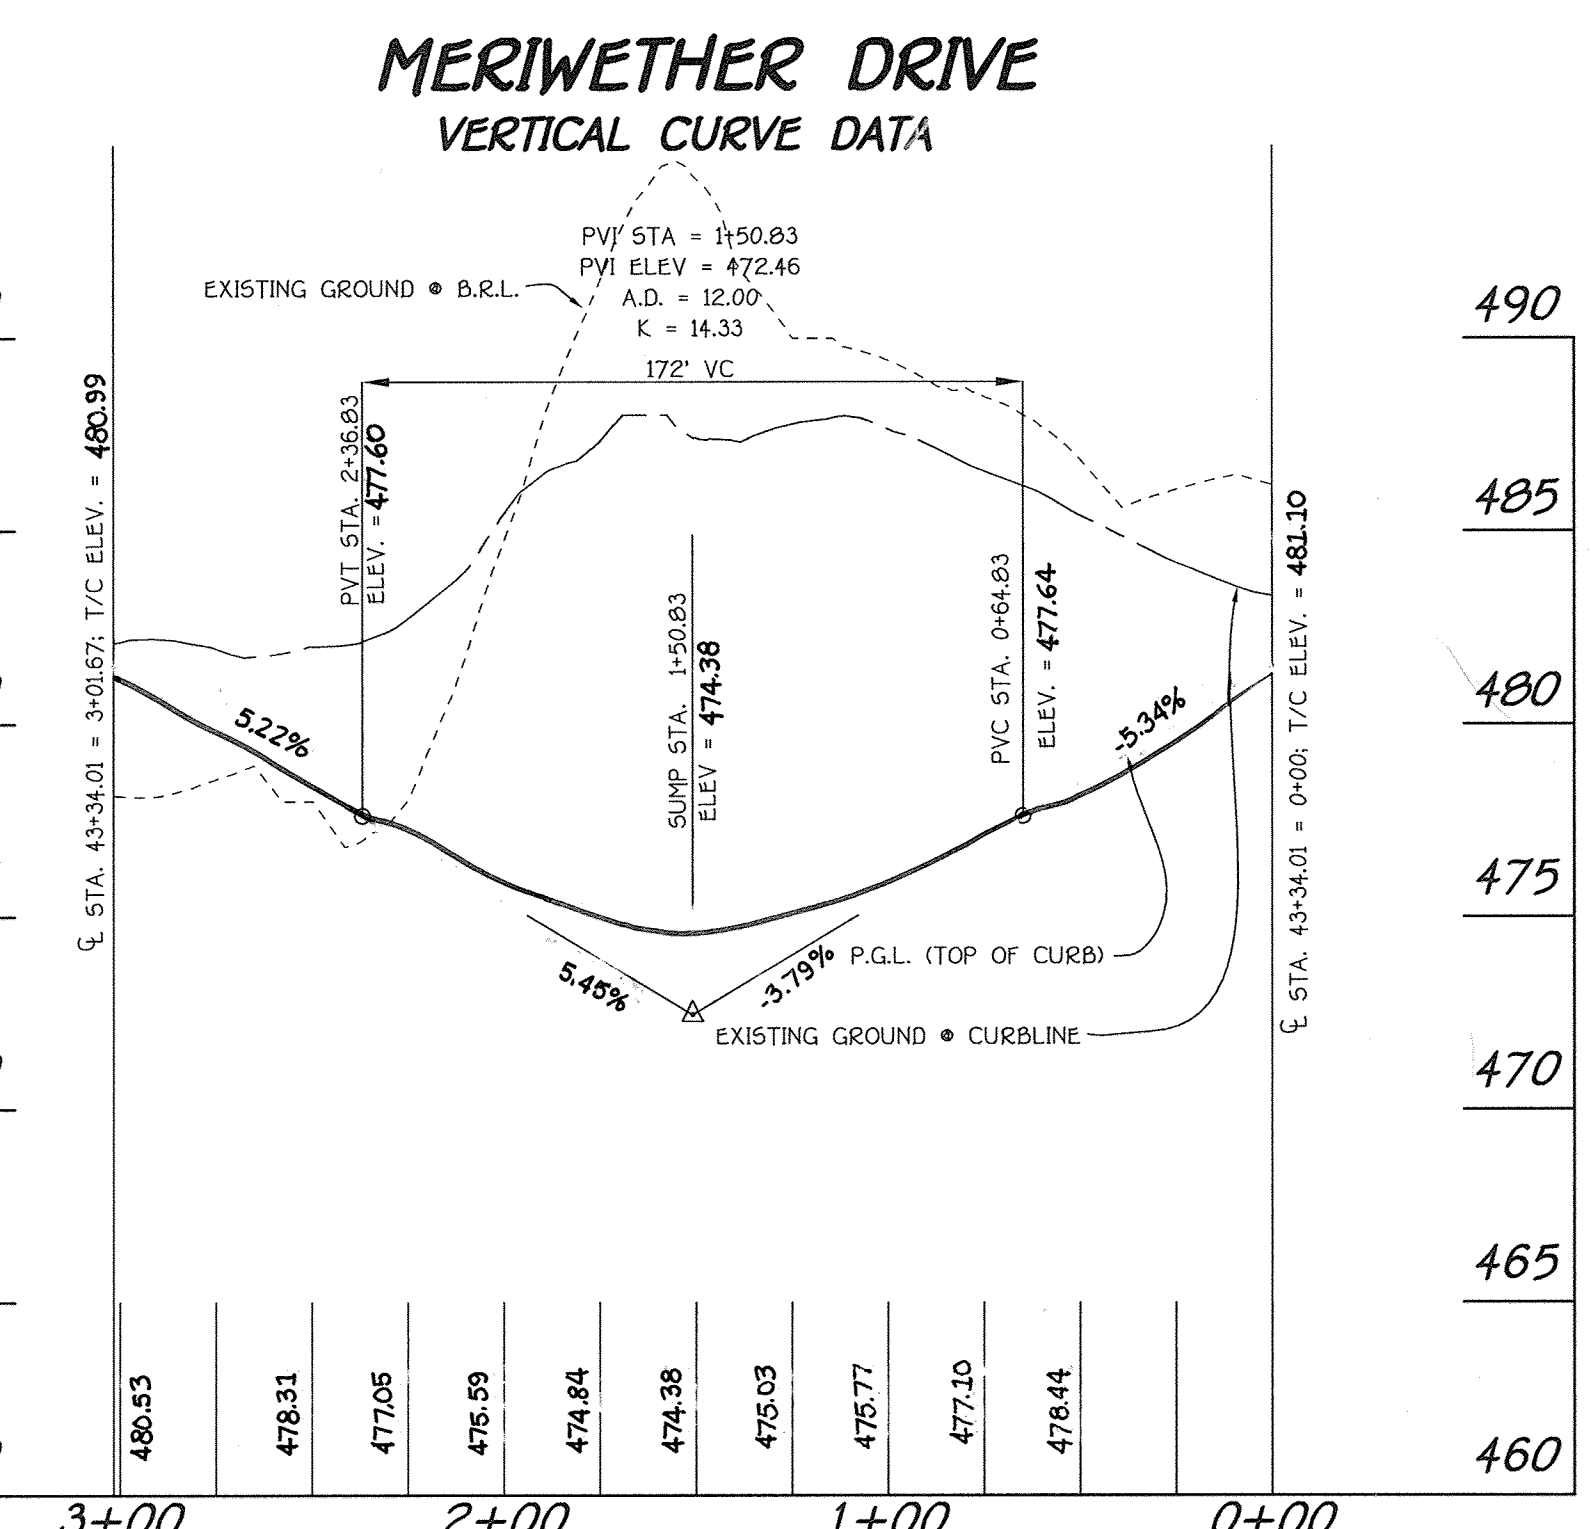 MERIWETHER DRIVE
VERTICAL CURVE DATA
PVI STA = 1+50.83
PVI ELEV = 472.46
A.D. = 12.00
K = 14.33
172' VC
EXISTING GROUND @ B.R.L.
℄ STA. 43+34.01 = 3+01.67; T/C ELEV. = 480.99
PVT STA. 2+36.83
ELEV. = 477.60
SUMP STA. 1+50.83
ELEV = 474.38
PVC STA. 0+64.83
ELEV. = 477.64
℄ STA. 43+34.01 = 0+00; T/C ELEV. = 481.10
5.22%
-5.34%
5.45%
-3.79%
P.G.L. (TOP OF CURB)
EXISTING GROUND @ CURBLINE
490
485
480
475
470
465
460
480.53
478.31
477.05
475.59
474.84
474.38
475.03
475.77
477.10
478.44
3+00
2+00
1+00
0+00